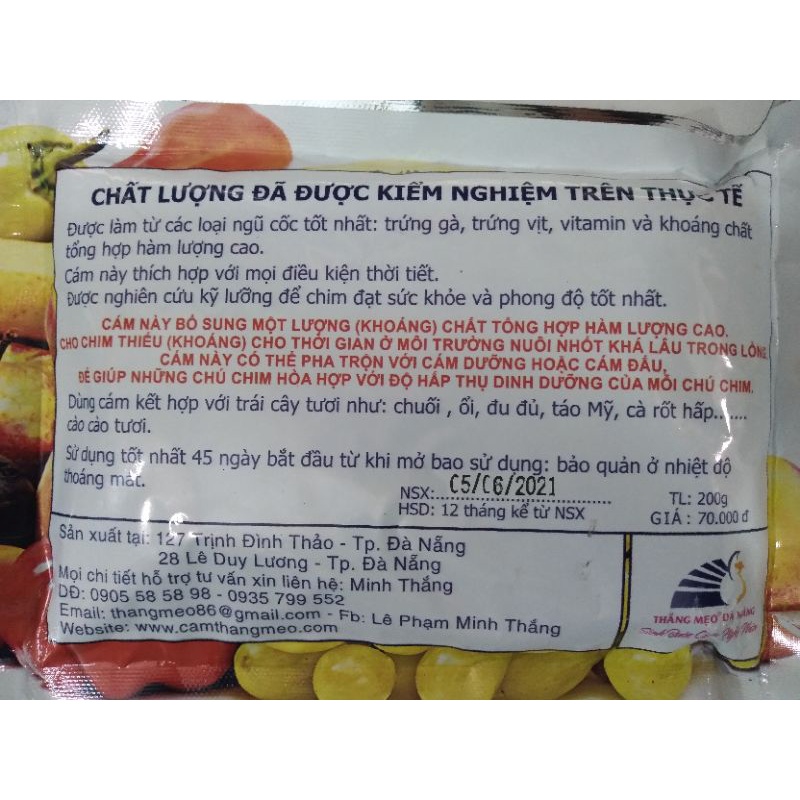 CHẤT LƯỢNG ĐÃ ĐƯỢC KIỂM NGHIỆM TRÊN THỰC TẾ
Được làm từ các loại ngũ cốc tốt nhất: trứng gà, trứng vịt, vitamin và khoáng chất
tổng hợp hàm lượng cao.
Cám này thích hợp với mọi điều kiện thời tiết.
Được nghiên cứu kỹ lưỡng để chim đạt sức khỏe và phong độ tốt nhất.
CÁM NÀY BỔ SUNG MỘT LƯỢNG (KHOÁNG) CHẤT TỔNG HỢP HÀM LƯỢNG CAO.
CHO CHIM THIẾU (KHOÁNG) CHO THỜI GIAN Ở MÔI TRƯỜNG NUÔI NHỐT KHÁ LÂU TRONG LỒNG
CÁM NÀY CÓ THỂ PHA TRỘN VỚI CÁM DƯỠNG HOẶC CÁM ĐẤU,
ĐỂ GIÚP NHỮNG CHÚ CHIM HÒA HỢP VỚI ĐỘ HẤP THỤ DINH DƯỠNG CỦA MỖI CHÚ CHIM.
Dùng cám kết hợp với trái cây tươi như: chuối , ổi, đu đủ, táo Mỹ, cà rốt hấp.......
cào cào tươi.
Sử dụng tốt nhất 45 ngày bắt đầu từ khi mở bao sử dụng: bảo quản ở nhiệt độ
thoáng mát.
NSX: 05/06/2021
HSD: 12 tháng kể từ NSX
TL: 200g
GIÁ : 70.000 đ
Sản xuất tại: 127 Trịnh Đình Thảo - Tp. Đà Nẵng
28 Lê Duy Lương - Tp. Đà Nẵng
Mọi chi tiết hỗ trợ tư vấn xin liên hệ: Minh Thắng
DĐ: 0905 58 58 98 - 0935 799 552
Email: thangmeo86@gmail.com - Fb: Lê Phạm Minh Thắng
Website: www.camthangmeo.com
THẮNG MẸO ĐÀ NẴNG